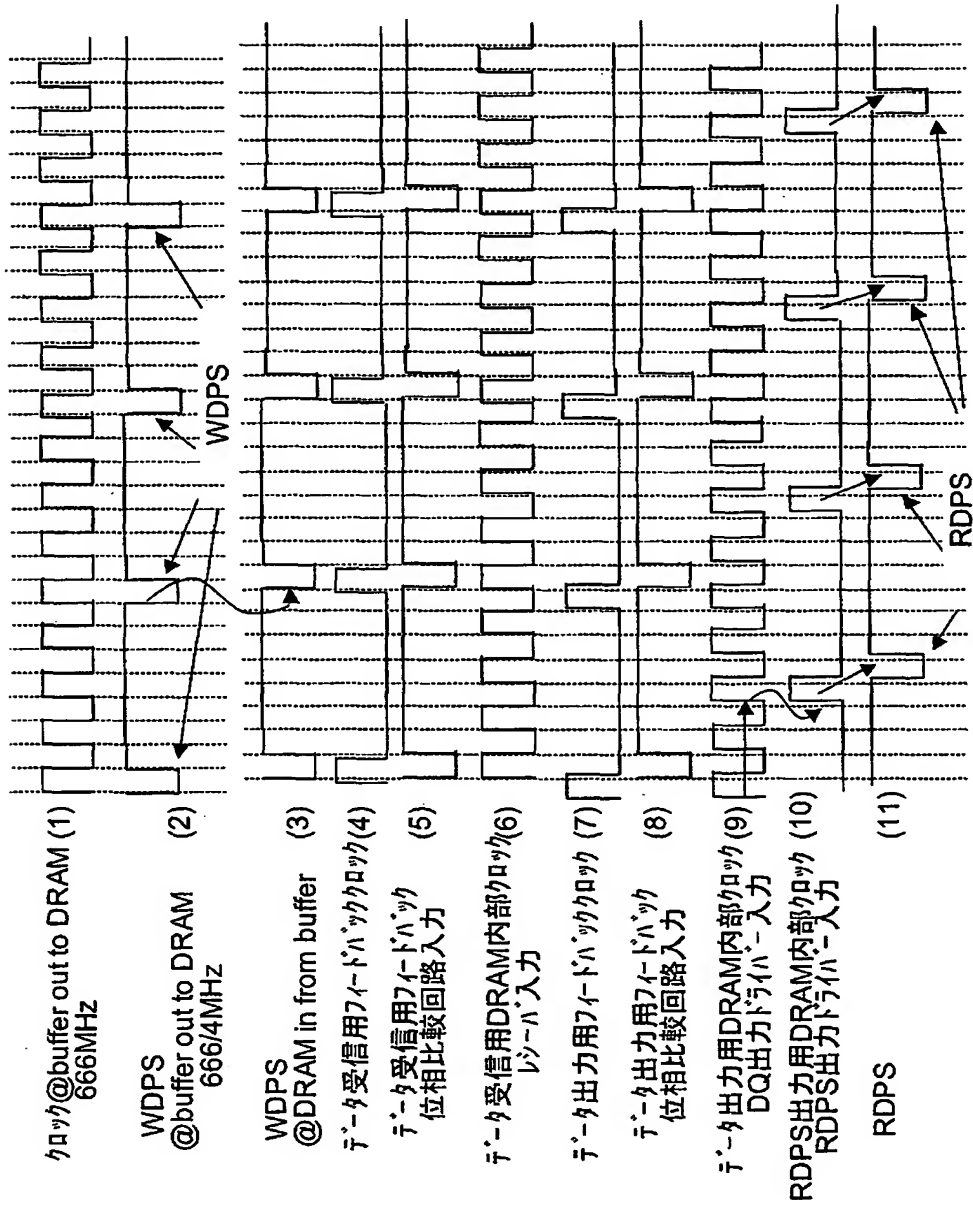 クロック@buffer out to DRAM (1)
666MHz
WDPS
@buffer out to DRAM (2)
666/4MHz
WDPS
WDPS
@DRAM in from buffer (3)
データ受信用フィードバッククロック(4)
データ受信用フィードバック (5)
位相比較回路入力
データ受信用DRAM内部クロック(6)
レシーバ入力
データ出力用フィードバッククロック (7)
データ出力用フィードバック (8)
位相比較回路入力
データ出力用DRAM内部クロック (9)
DQ出力ドライバー入力
RDPS出力用DRAM内部クロック (10)
RDPS出力ドライバー入力
RDPS (11)
RDPS